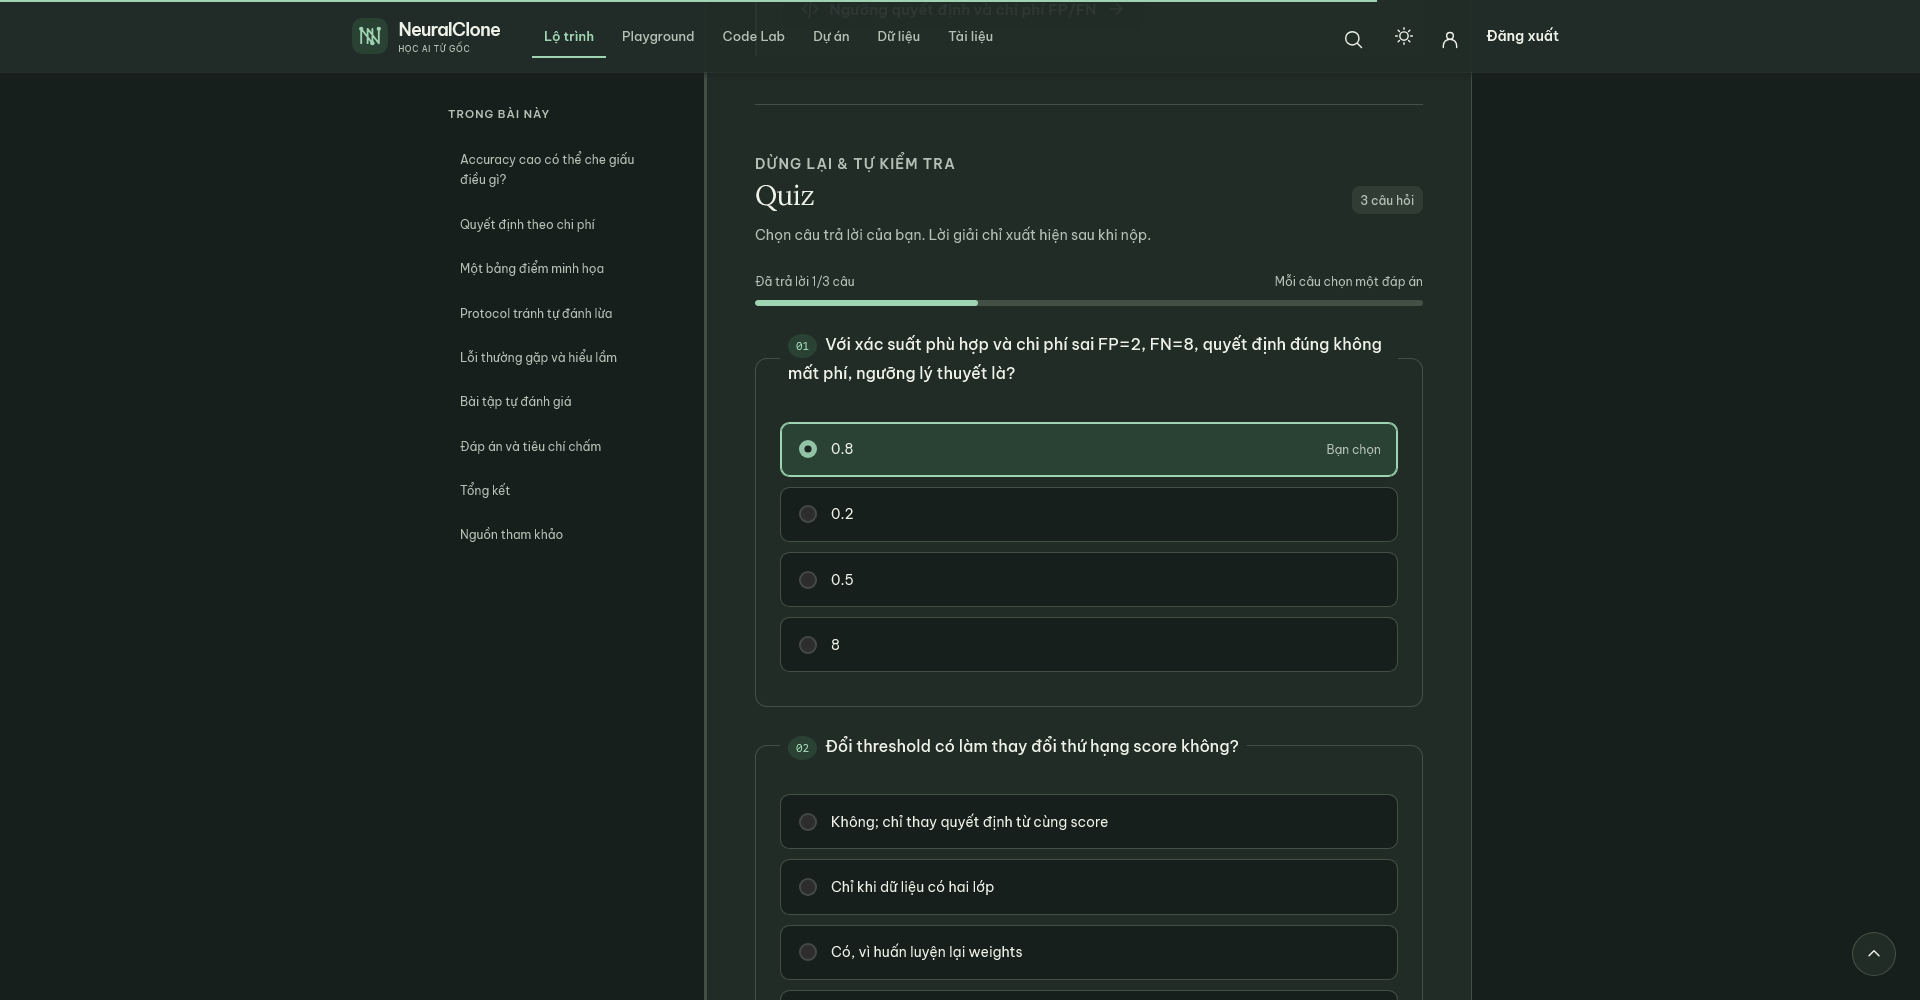 NeuralClone
HỌC AI TỪ GỐC
Lộ trình
Playground
Code Lab
Dự án
Dữ liệu
Tài liệu
Đăng xuất
Ngưỡng quyết định và chi phí FP/FN →
TRONG BÀI NÀY
Accuracy cao có thể che giấu
điều gì?
Quyết định theo chi phí
Một bảng điểm minh họa
Protocol tránh tự đánh lừa
Lỗi thường gặp và hiểu lầm
Bài tập tự đánh giá
Đáp án và tiêu chí chấm
Tổng kết
Nguồn tham khảo
DỪNG LẠI & TỰ KIỂM TRA
Quiz
3 câu hỏi
Chọn câu trả lời của bạn. Lời giải chỉ xuất hiện sau khi nộp.
Đã trả lời 1/3 câu
Mỗi câu chọn một đáp án
01 Với xác suất phù hợp và chi phí sai FP=2, FN=8, quyết định đúng không
mất phí, ngưỡng lý thuyết là?
0.8
Bạn chọn
0.2
0.5
8
02 Đổi threshold có làm thay đổi thứ hạng score không?
Không; chỉ thay quyết định từ cùng score
Chỉ khi dữ liệu có hai lớp
Có, vì huấn luyện lại weights